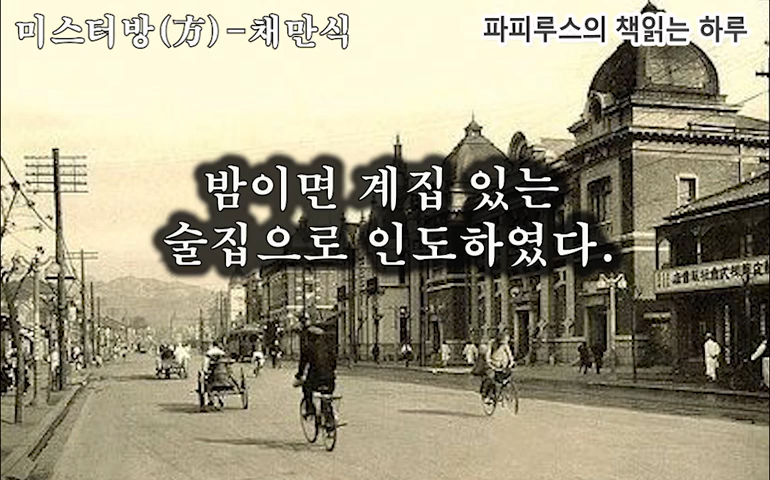 미스터방(方)-채만식
파피루스의 책읽는 하루
밤이면 계집 있는
술집으로 인도하였다.